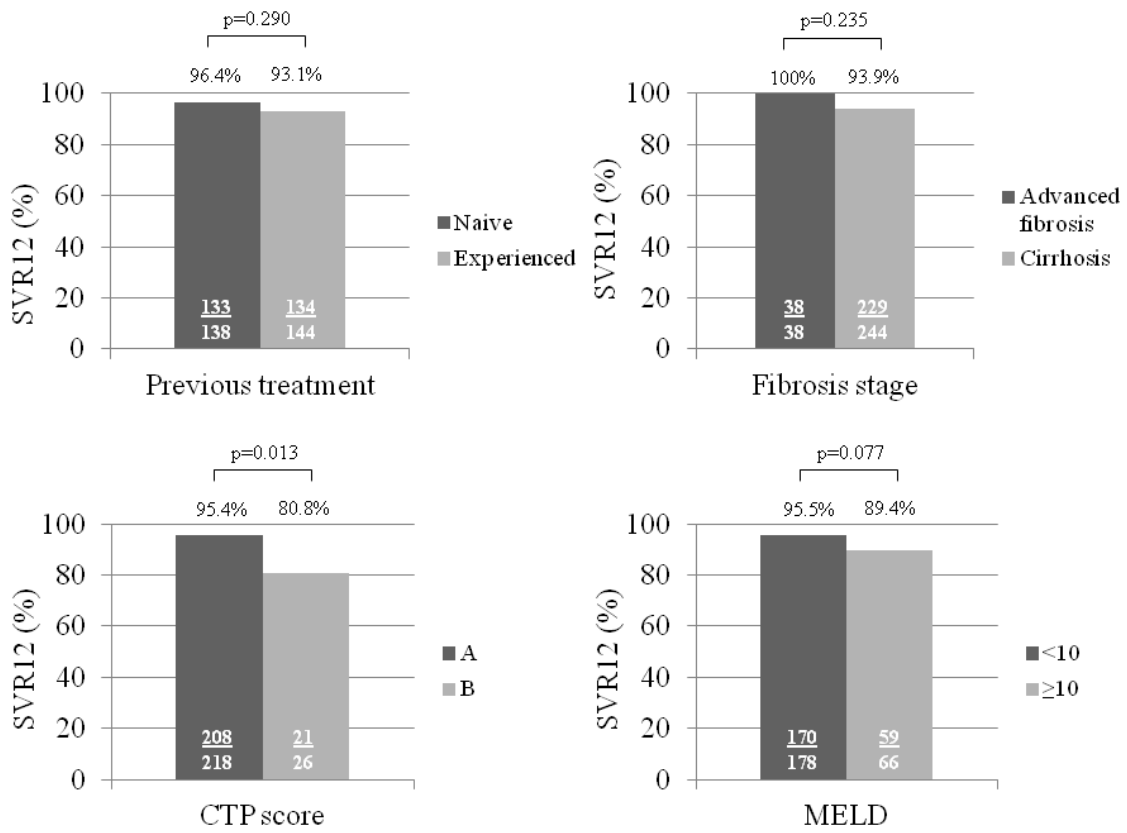 p=0.290
96.4% 93.1%
100
80
60
40
20
0
SVR12 (%)
133 134
138 144
Naive
Experienced
Previous treatment
p=0.235
100% 93.9%
100
80
60
40
20
0
SVR12 (%)
38 229
38 244
Advanced
fibrosis
Cirrhosis
Fibrosis stage
p=0.013
95.4% 80.8%
100
80
60
40
20
0
SVR12 (%)
208 21
218 26
A
B
CTP score
p=0.077
95.5% 89.4%
100
80
60
40
20
0
SVR12 (%)
170 59
178 66
<10
≥10
MELD